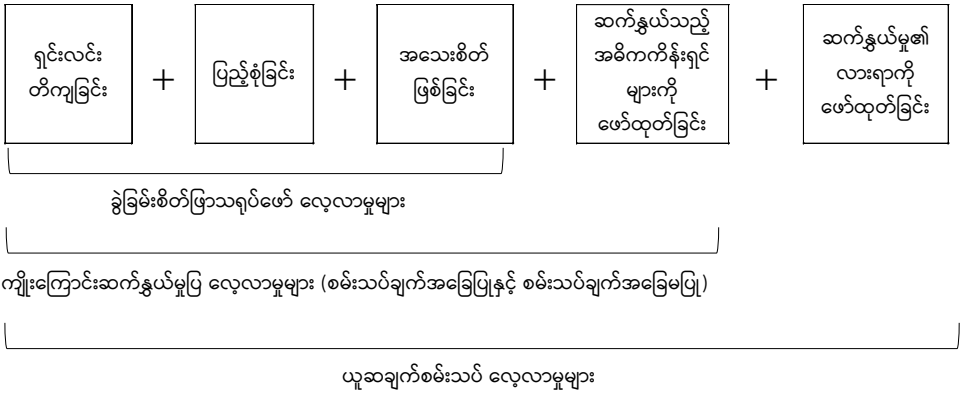 ရှင်းလင်း
တိကျခြင်း
+
ပြည့်စုံခြင်း
+
အသေးစိတ်
ဖြစ်ခြင်း
+
ဆက်နွှယ်သည့်
အဓိကကိန်းရှင်
များကို
ဖော်ထုတ်ခြင်း
+
ဆက်နွှယ်မှု၏
လားရာကို
ဖော်ထုတ်ခြင်း
ခွဲခြမ်းစိတ်ဖြာသရုပ်ဖော် လေ့လာမှုများ
ကျိုးကြောင်းဆက်နွှယ်မှုပြ လေ့လာမှုများ (စမ်းသပ်ချက်အခြေပြုနှင့် စမ်းသပ်ချက်အခြေမပြု)
ယူဆချက်စမ်းသပ် လေ့လာမှုများ